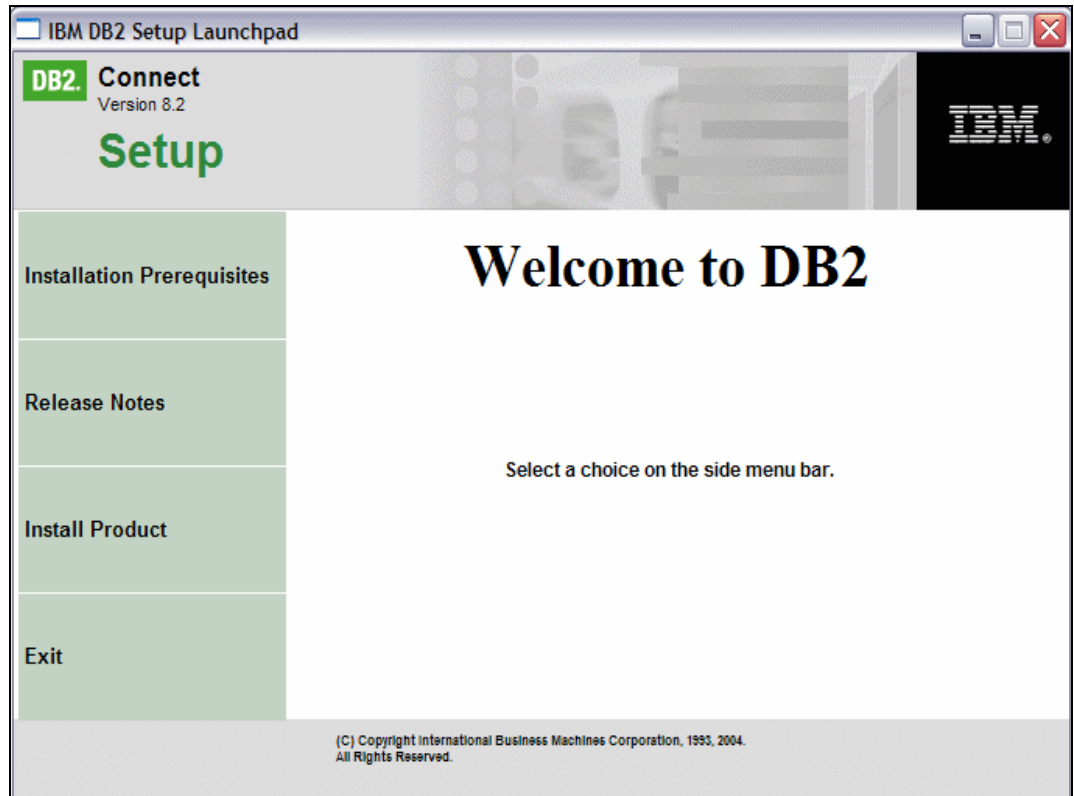 IBM DB2 Setup Launchpad
DB2. Connect
Version 8.2
Setup
IBM.
Installation Prerequisites
Welcome to DB2
Release Notes
Select a choice on the side menu bar.
Install Product
Exit
(C) Copyright International Business Machines Corporation, 1993, 2004.
All Rights Reserved.